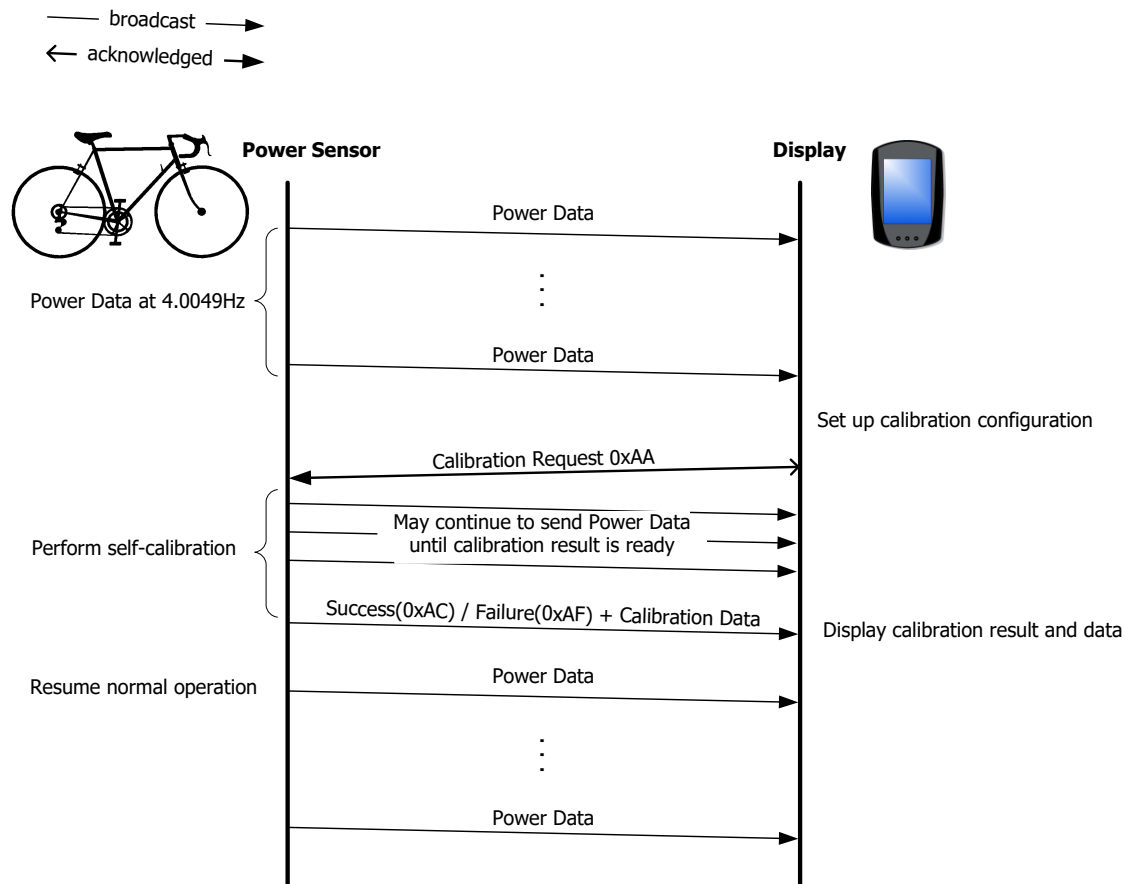 broadcast
acknowledged
Power Sensor
Display
Power Data
Power Data at 4.0049Hz
Power Data
Set up calibration configuration
Calibration Request 0xAA
May continue to send Power Data
until calibration result is ready
Perform self-calibration
Success(0xAC) / Failure(0xAF) + Calibration Data
Display calibration result and data
Resume normal operation
Power Data
Power Data